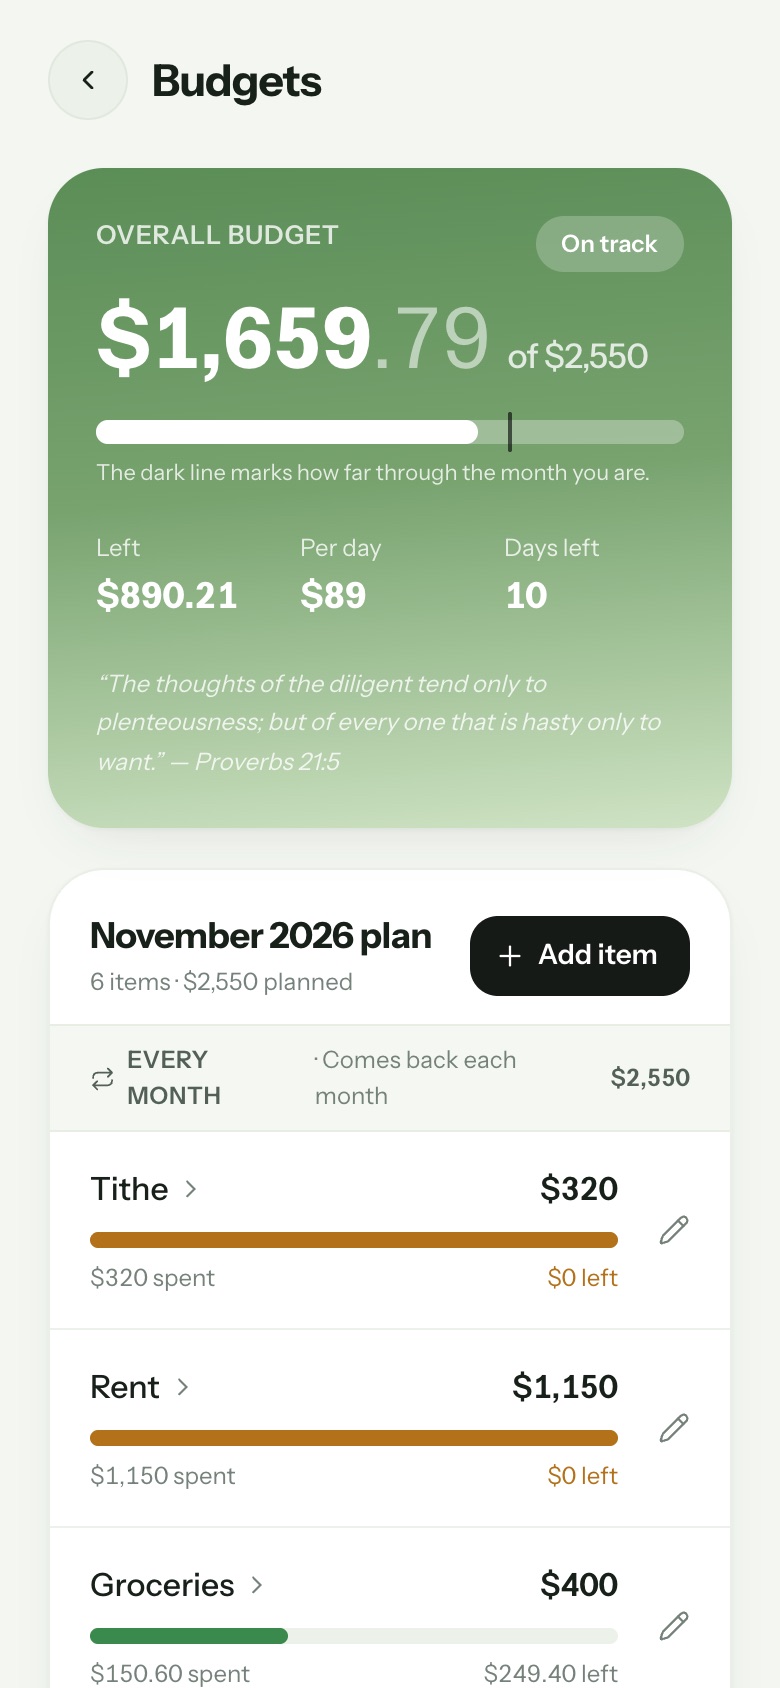 Budgets
OVERALL BUDGET
On track
$1,659.79 of $2,550
The dark line marks how far through the month you are.
Left Per day Days left
$890.21 $89 10
“The thoughts of the diligent tend only to
plenteousness; but of every one that is hasty only to
want.” — Proverbs 21:5
November 2026 plan
6 items · $2,550 planned
+ Add item
EVERY
MONTH
· Comes back each
month
$2,550
Tithe > $320
$320 spent $0 left
Rent > $1,150
$1,150 spent $0 left
Groceries > $400
$150.60 spent $249.40 left